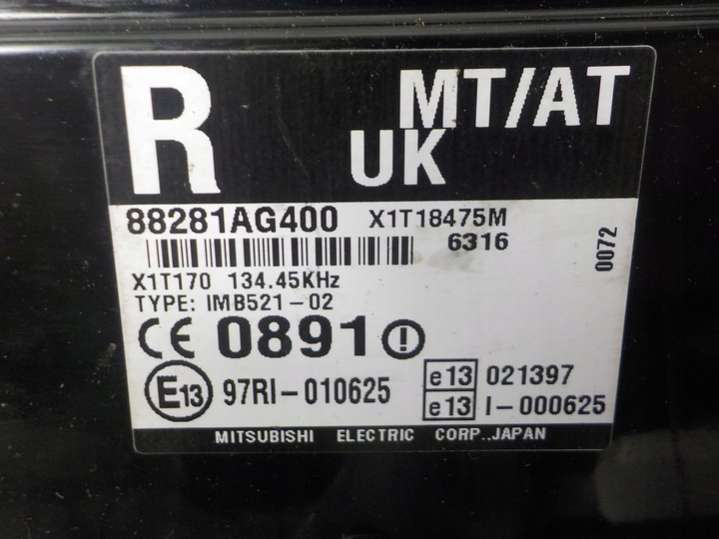 R MT/AT
UK
88281AG400 X1T18475M
6316
0072
X1T170 134.45KHz
TYPE: IMB521-02
CE 0891
E13 97RI-010625
e13 021397
e13 I-000625
MITSUBISHI ELECTRIC CORP.,JAPAN